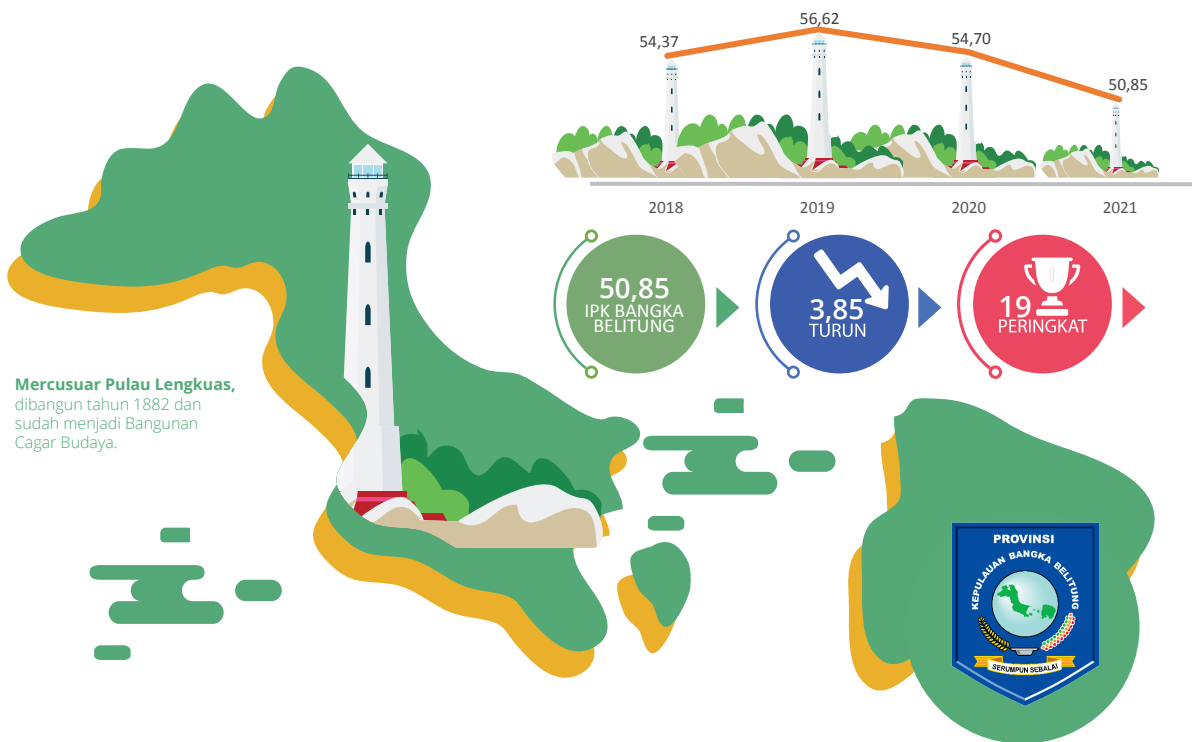 54,37
56,62
54,70
50,85
2018
2019
2020
2021
50,85
IPK BANGKA
BELITUNG
3,85
TURUN
1
19
PERINGKAT
Mercusuar Pulau Lengkuas,
dibangun tahun 1882 dan
sudah menjadi Bangunan
Cagar Budaya.
PROVINSI
KEPULAUAN BANGKA BELITUNG
SERUMPUN SEBALAI